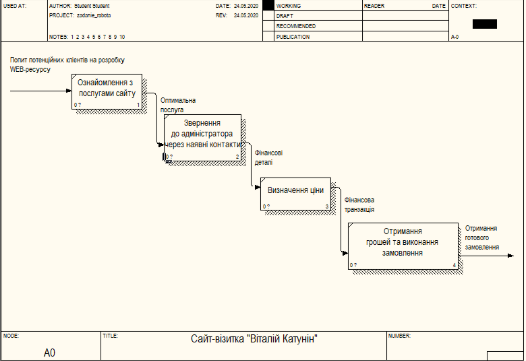 USED AT:
AUTHOR: Student Student
DATE: 24.05.2020
WORKING
READER
DATE
CONTEXT:
PROJECT: zadanie_robota
REV: 24.05.2020
DRAFT
RECOMMENDED
NOTES: 1 2 3 4 5 6 7 8 9 10
PUBLICATION
A-0
Попит потенційних клієнтів на розробку
WEB-ресурсу
Ознайомлення з
послугами сайту
0 ?
1
Оптимальна
послуга
Звернення
до адміністратора
через наявні контакти
0 ?
2
Фінансові
деталі
Визначення ціни
0 ?
3
Фінансова
транзакція
Отримання
грошей та виконання
замовлення
0 ?
4
Отримання
готового
замовлення
NODE:
TITLE:
NUMBER:
A0
Сайт-візитка "Віталій Катунін"